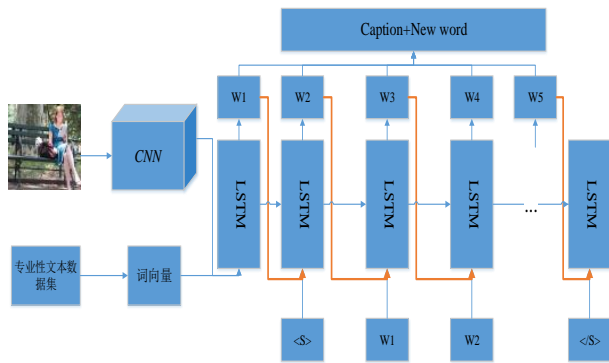 Caption+New word
W1
W2
W3
W4
W5
CNN
LSTM
LSTM
LSTM
LSTM
...
LSTM
专业性文本数
据集
词向量
<S>
W1
W2
</S>